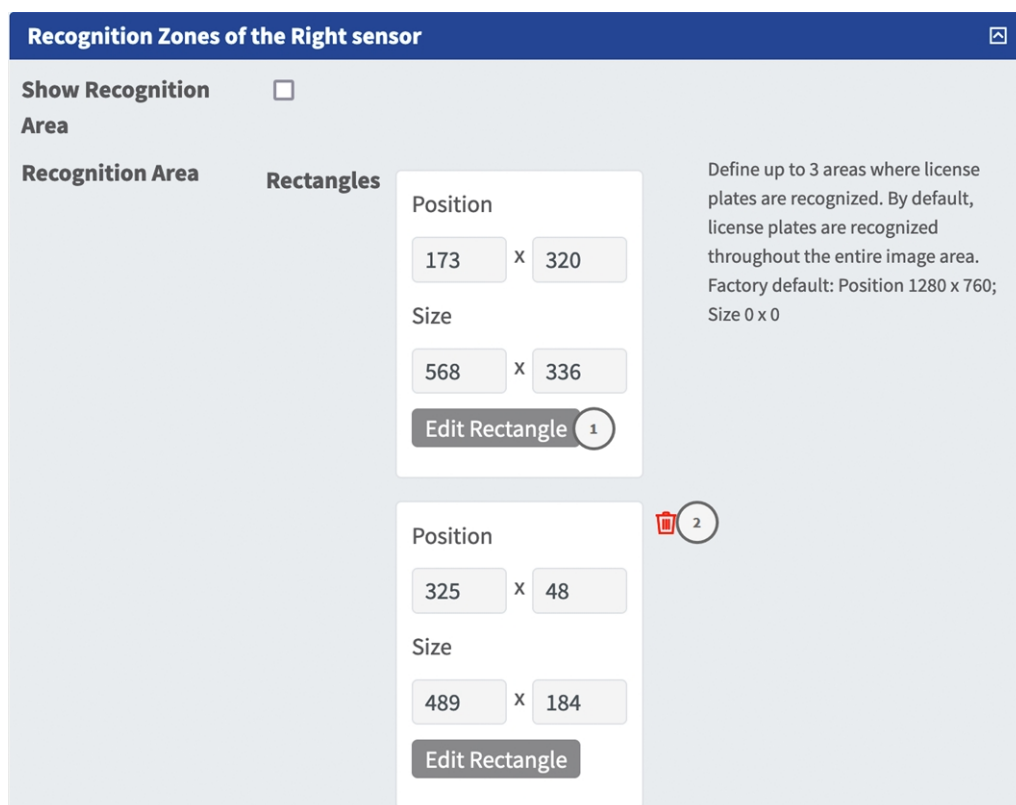 Recognition Zones of the Right sensor
Show Recognition
Area
Recognition Area
Rectangles
Position
173 x 320
Size
568 x 336
Edit Rectangle 1
Define up to 3 areas where license
plates are recognized. By default,
license plates are recognized
throughout the entire image area.
Factory default: Position 1280 x 760;
Size 0 x 0
2
Position
325 x 48
Size
489 x 184
Edit Rectangle